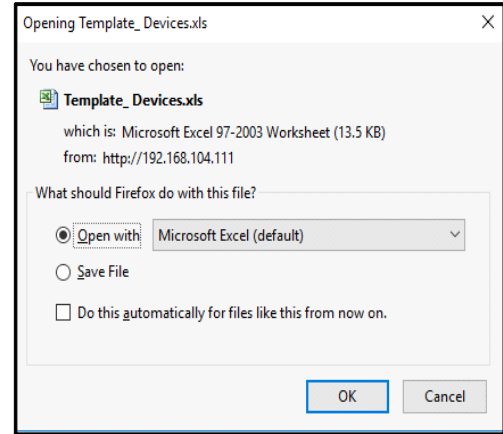 Opening Template_ Devices.xls
You have chosen to open:
Template_ Devices.xls
which is: Microsoft Excel 97-2003 Worksheet (13.5 KB)
from: http://192.168.104.111
What should Firefox do with this file?
Open with Microsoft Excel (default)
Save File
Do this automatically for files like this from now on.
OK Cancel